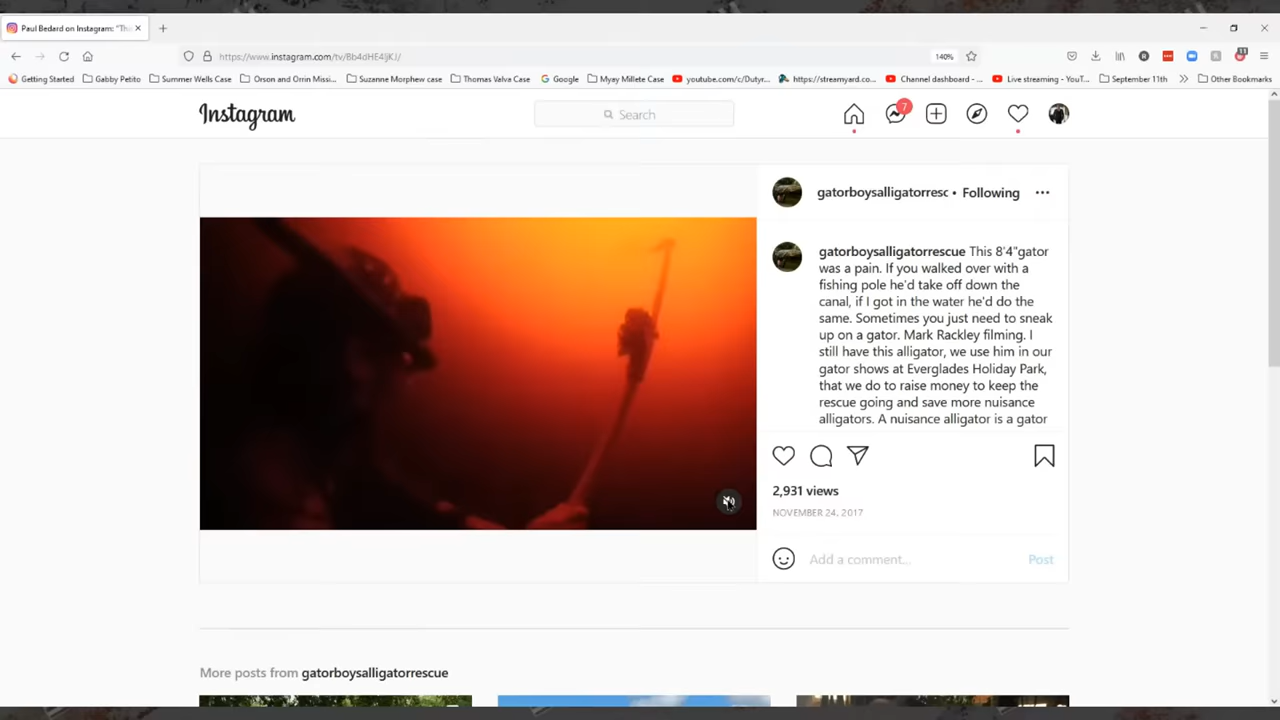 Paul Bedard on Instagram: "Th
https://www.instagram.com/tv/Bb4dHE4ljKJ/
140%
Getting Started
Gabby Petito
Summer Wells Case
Orson and Orrin Missi...
Suzanne Morphew case
Thomas Valva Case
Google
Myay Millete Case
youtube.com/c/Dutyr...
https://streamyard.co...
Channel dashboard - ...
Live streaming - YouT...
September 11th
Other Bookmarks
Instagram
Search
7
gatorboysalligatorresc • Following
gatorboysalligatorrescue This 8'4"gator
was a pain. If you walked over with a
fishing pole he'd take off down the
canal, if I got in the water he'd do the
same. Sometimes you just need to sneak
up on a gator. Mark Rackley filming. I
still have this alligator, we use him in our
gator shows at Everglades Holiday Park,
that we do to raise money to keep the
rescue going and save more nuisance
alligators. A nuisance alligator is a gator
2,931 views
NOVEMBER 24, 2017
Add a comment...
Post
More posts from gatorboysalligatorrescue